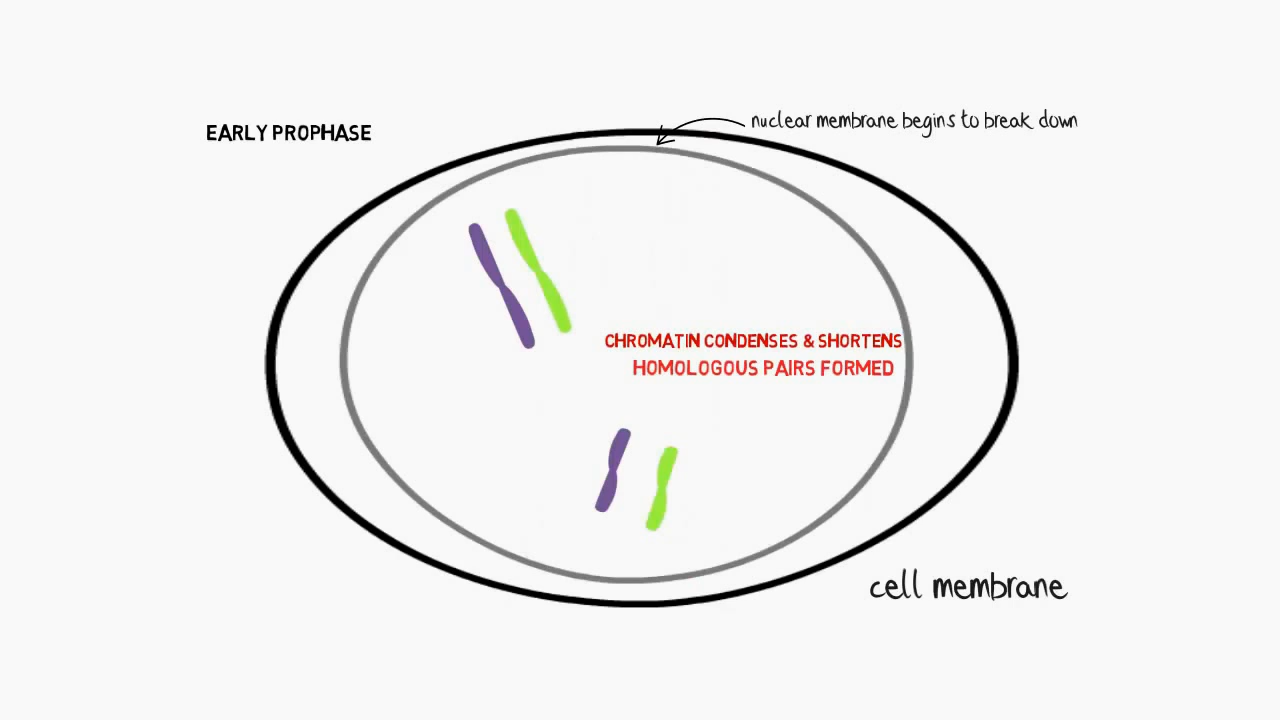 nuclear membrane begins to break down
EARLY PROPHASE
CHROMATIN CONDENSES & SHORTENS
HOMOLOGOUS PAIRS FORMED
cell membrane